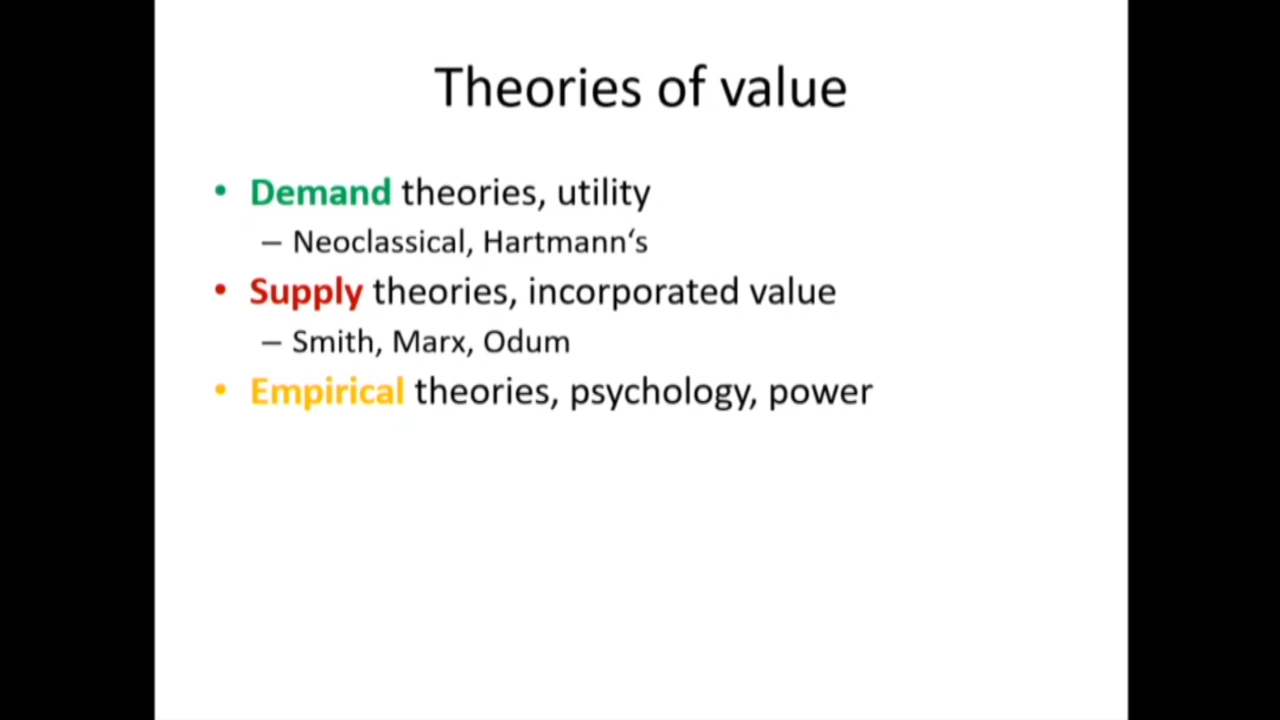 Theories of value
• Demand theories, utility
– Neoclassical, Hartmann‘s
• Supply theories, incorporated value
– Smith, Marx, Odum
• Empirical theories, psychology, power